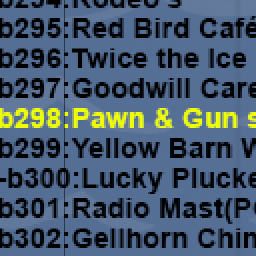 b294:Rodeo's
b295:Red Bird Café
b296:Twice the Ice
b297:Goodwill Care
b298:Pawn & Gun s
b299:Yellow Barn W
-b300:Lucky Plucke
b301:Radio Mast(P
b302:Gellhorn Chin